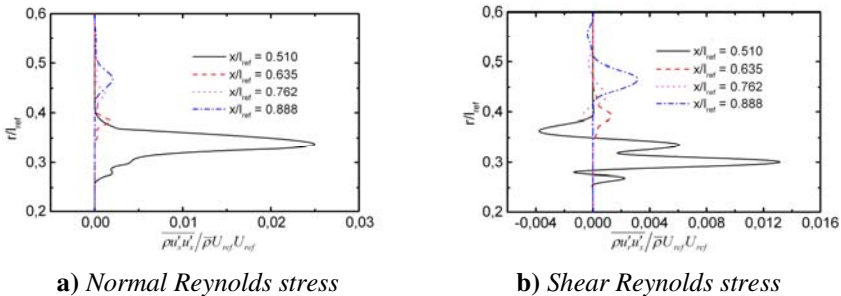 0,6
0,5
0,4
0,3
0,2
r/l_ref
x/l_ref = 0.510
x/l_ref = 0.635
x/l_ref = 0.762
x/l_ref = 0.888
0,00 0,01 0,02 0,03
ρu′ₓu′ₓ/ρ̄U_ref U_ref
a) Normal Reynolds stress
0,6
0,5
0,4
0,3
0,2
r/l_ref
x/l_ref = 0.510
x/l_ref = 0.635
x/l_ref = 0.762
x/l_ref = 0.888
-0,004 0,000 0,004 0,008 0,012 0,016
ρu′ᵣu′ₓ/ρ̄U_ref U_ref
b) Shear Reynolds stress